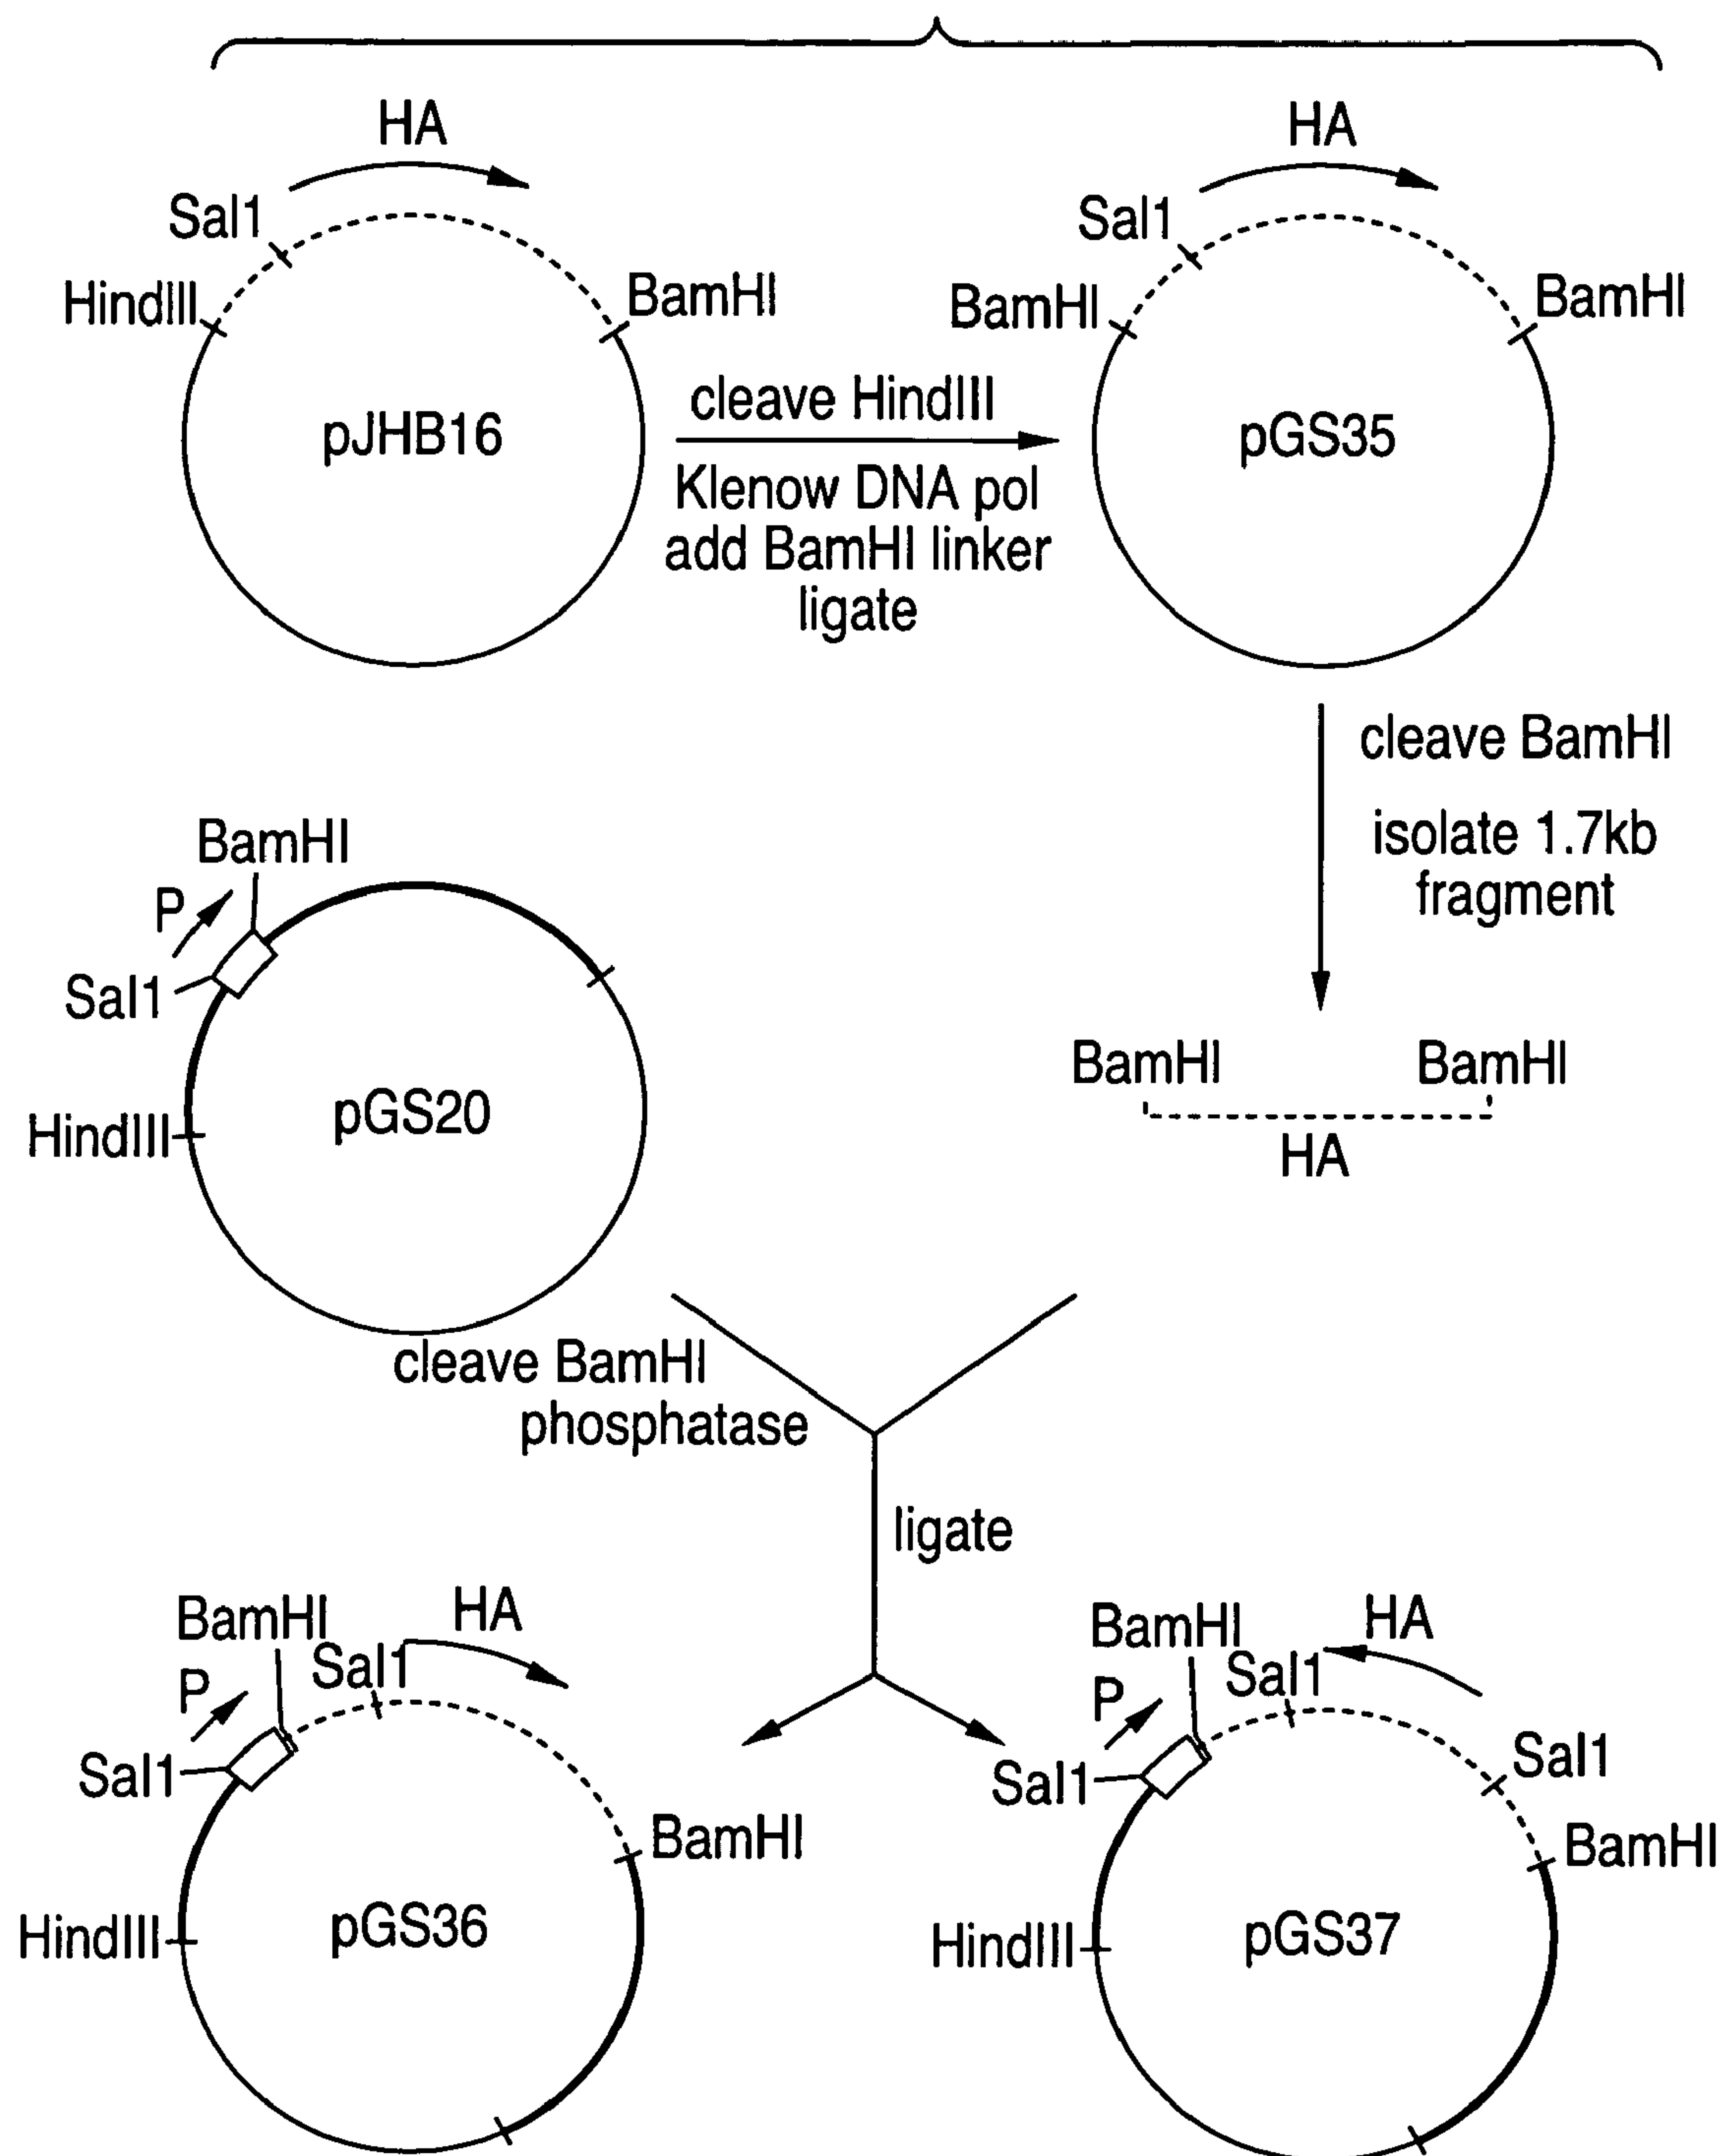 HA
Sal1
HindIII
BamHI
pJHB16
cleave HindIII
Klenow DNA pol
add BamHI linker
ligate
HA
Sal1
BamHI
BamHI
pGS35
cleave BamHI
isolate 1.7kb
fragment
BamHI
P
Sal1
HindIII
pGS20
BamHI
BamHI
HA
cleave BamHI
phosphatase
ligate
BamHI
HA
Sal1
P
Sal1
BamHI
HindIII
pGS36
BamHI
HA
Sal1
P
Sal1
Sal1
BamHI
HindIII
pGS37